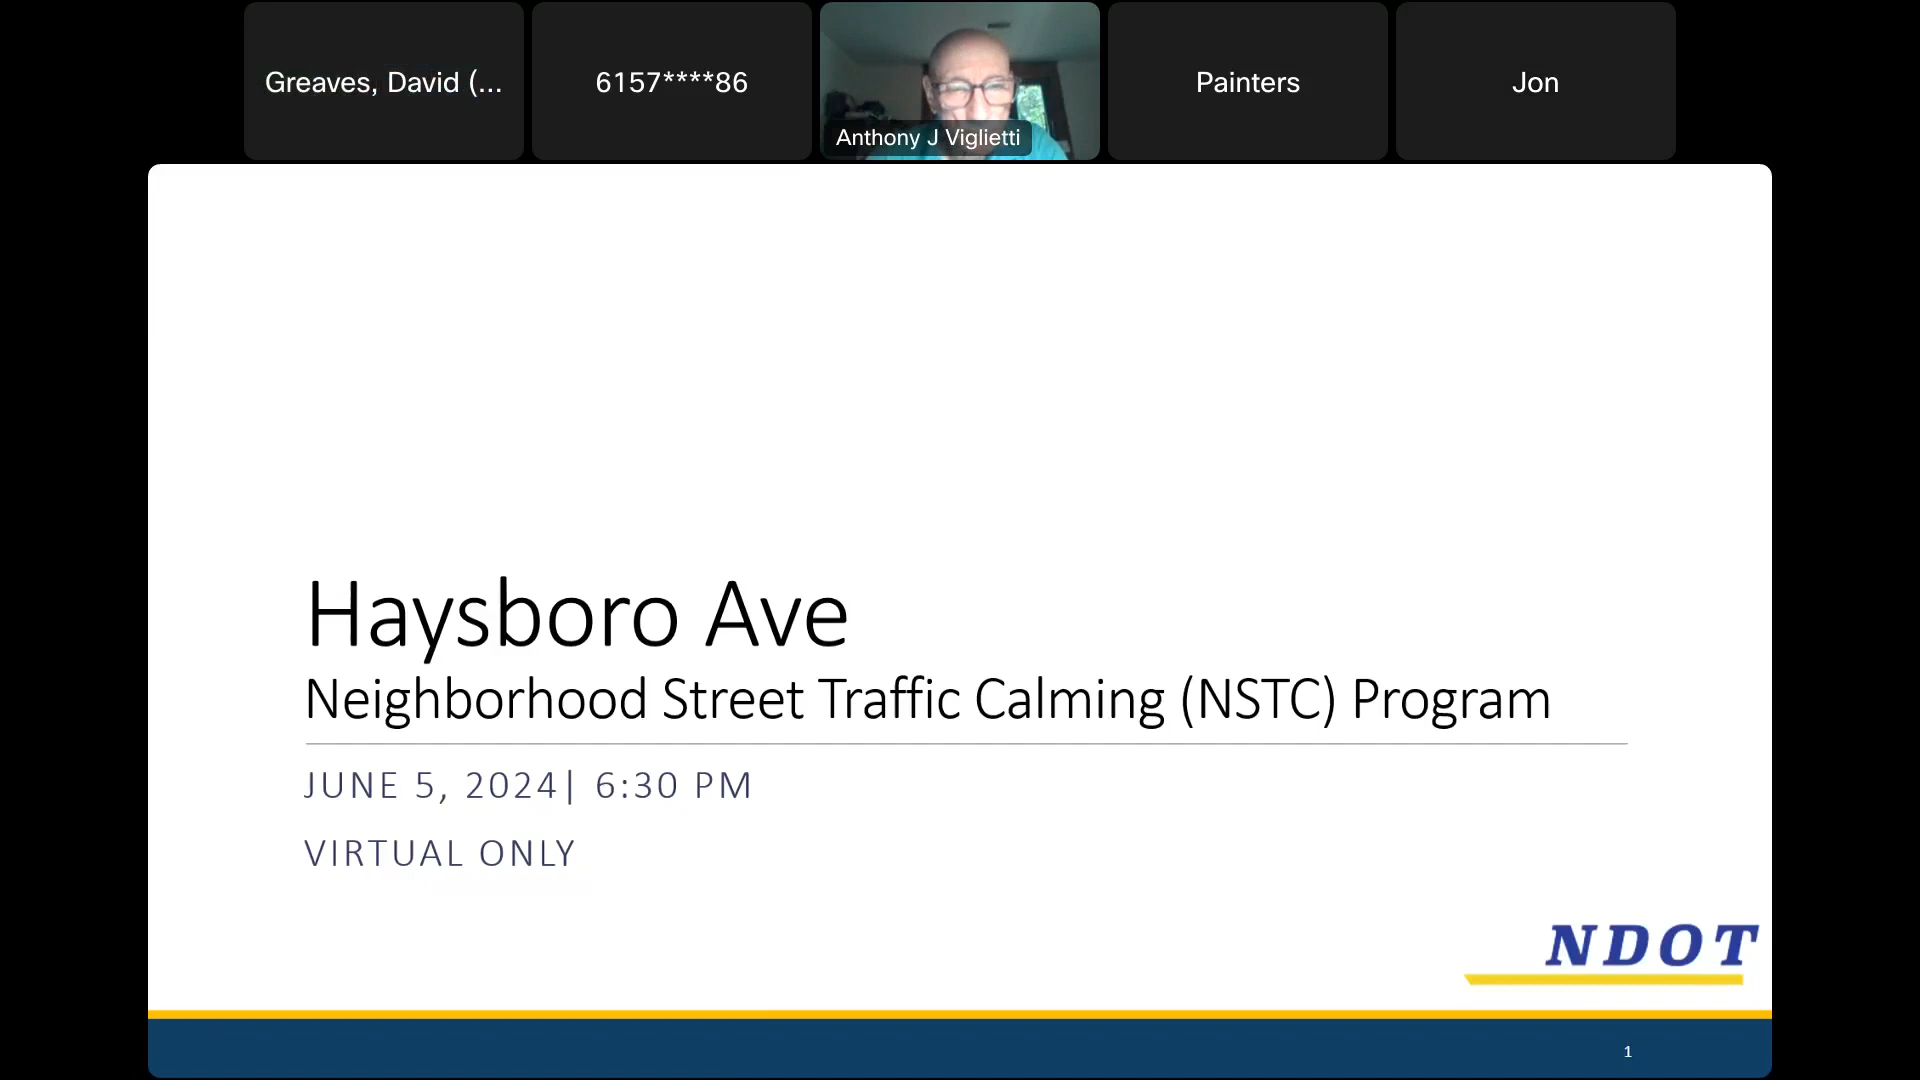 Greaves, David (...
6157****86
Anthony J Viglietti
Painters
Jon
Haysboro Ave
Neighborhood Street Traffic Calming (NSTC) Program
JUNE 5, 2024| 6:30 PM
VIRTUAL ONLY
NDOT
1